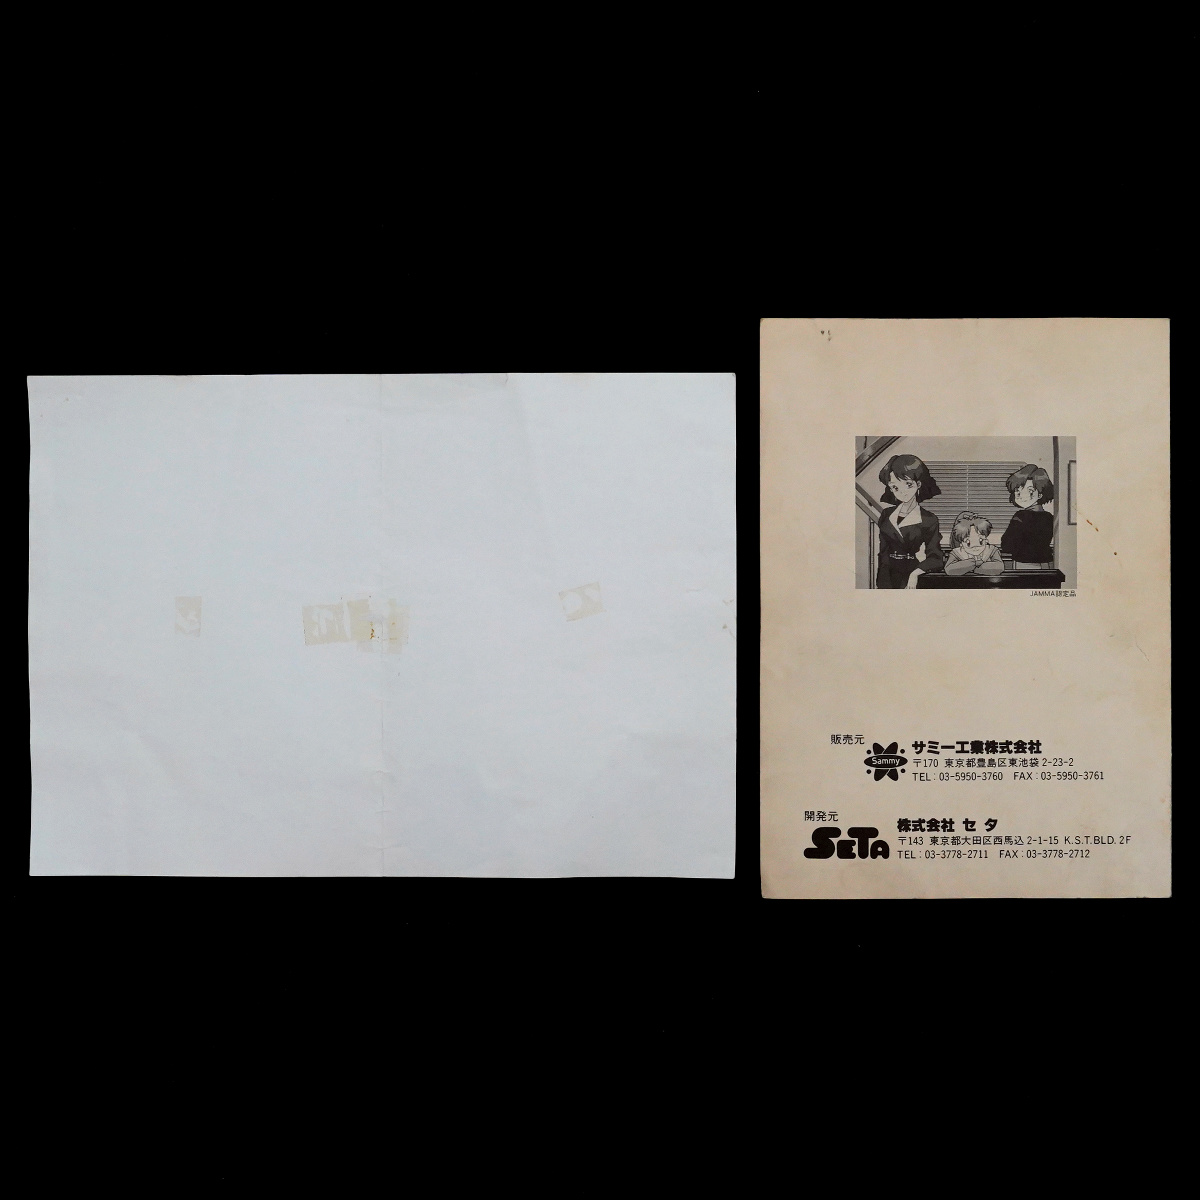 JAMMA認定品
販売元
Sammy
サミー工業株式会社
〒170 東京都豊島区東池袋 2-23-2
TEL：03-5950-3760 FAX：03-5950-3761
開発元
SETA
株式会社 セタ
〒143 東京都大田区西馬込 2-1-15 K.S.T.BLD. 2F
TEL：03-3778-2711 FAX：03-3778-2712